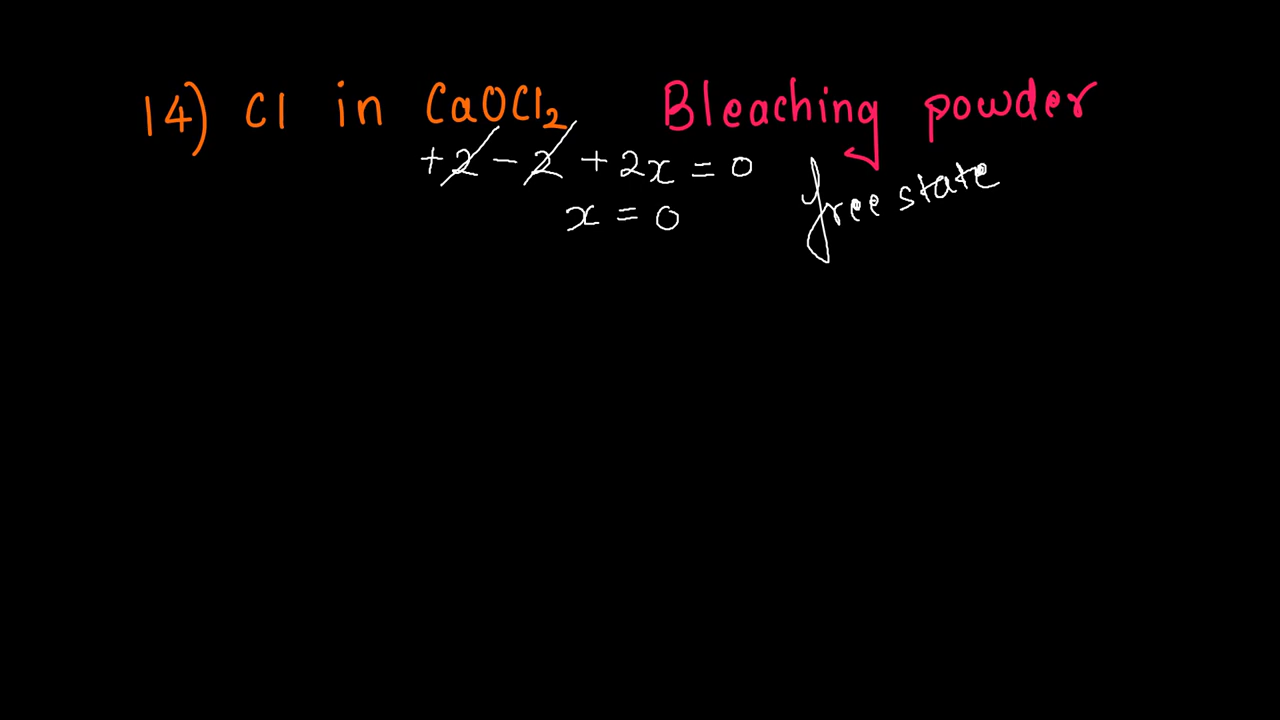 14) Cl in CaOCl₂ Bleaching powder
+2 - 2 + 2x = 0 free state
x = 0